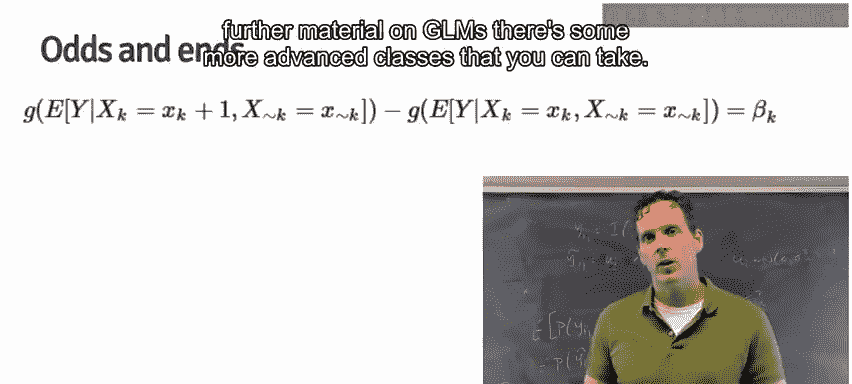 further material on GLMs there's some
Odds and ends
more advanced classes that you can take.
g(E[Y|X_k = x_k + 1, X_{∼k} = x_{∼k}]) − g(E[Y|X_k = x_k, X_{∼k} = x_{∼k}]) = β_k